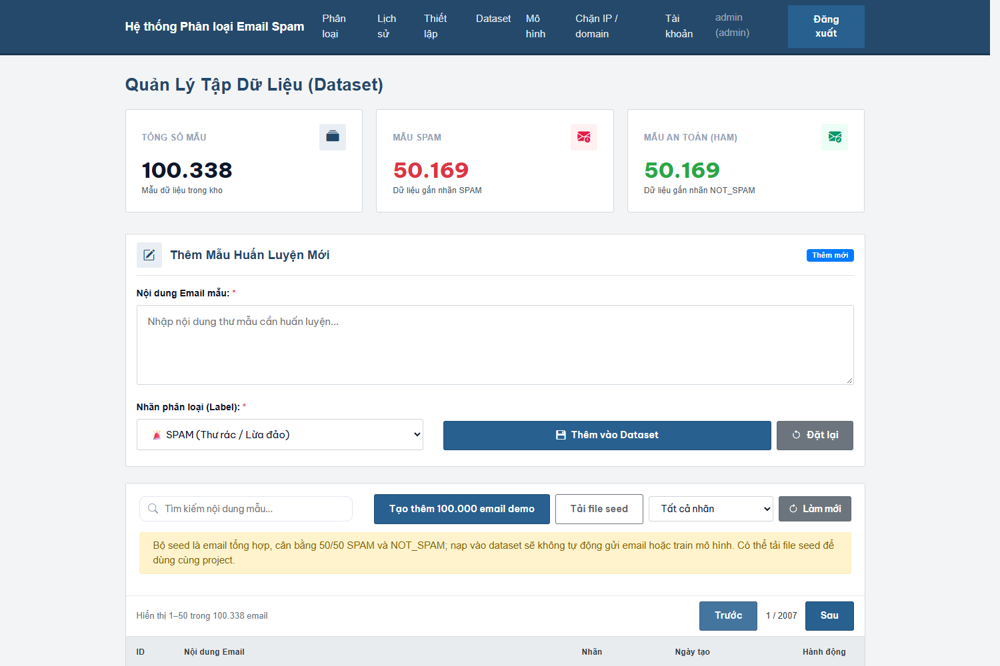 Hệ thống Phân loại Email Spam
Phân loại
Lịch sử
Thiết lập
Dataset
Mô hình
Chặn IP / domain
Tài khoản
admin (admin)
Đăng xuất
Quản Lý Tập Dữ Liệu (Dataset)
TỔNG SỐ MẪU
100.338
Mẫu dữ liệu trong kho
MẪU SPAM
50.169
Dữ liệu gắn nhãn SPAM
MẪU AN TOÀN (HAM)
50.169
Dữ liệu gắn nhãn NOT_SPAM
Thêm Mẫu Huấn Luyện Mới
Thêm mới
Nội dung Email mẫu: *
Nhập nội dung thư mẫu cần huấn luyện...
Nhãn phân loại (Label): *
SPAM (Thư rác / Lừa đảo)
Thêm vào Dataset
Đặt lại
Tìm kiếm nội dung mẫu...
Tạo thêm 100.000 email demo
Tải file seed
Tất cả nhãn
Làm mới
Bộ seed là email tổng hợp, cân bằng 50/50 SPAM và NOT_SPAM; nạp vào dataset sẽ không tự động gửi email hoặc train mô hình. Có thể tải file seed để
dùng cùng project.
Hiển thị 1–50 trong 100.338 email
Trước
1 / 2007
Sau
ID
Nội dung Email
Nhãn
Ngày tạo
Hành động